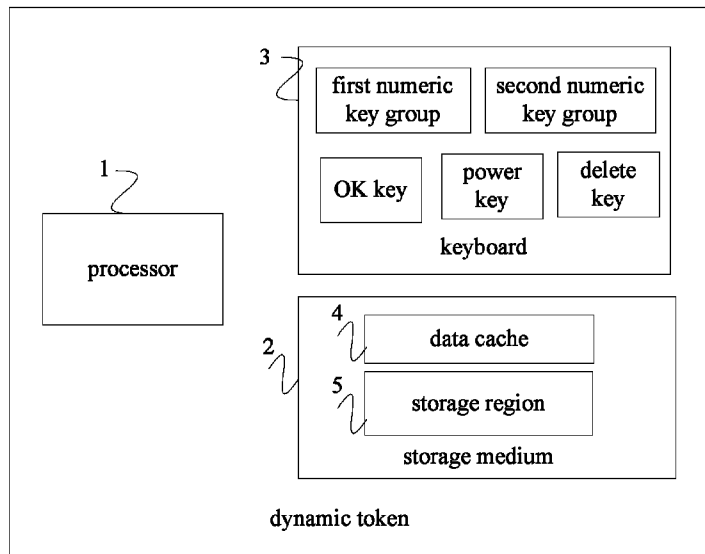 3
first numeric
key group
second numeric
key group
1
OK key
power
key
delete
key
keyboard
processor
4
data cache
2
5
storage region
storage medium
dynamic token